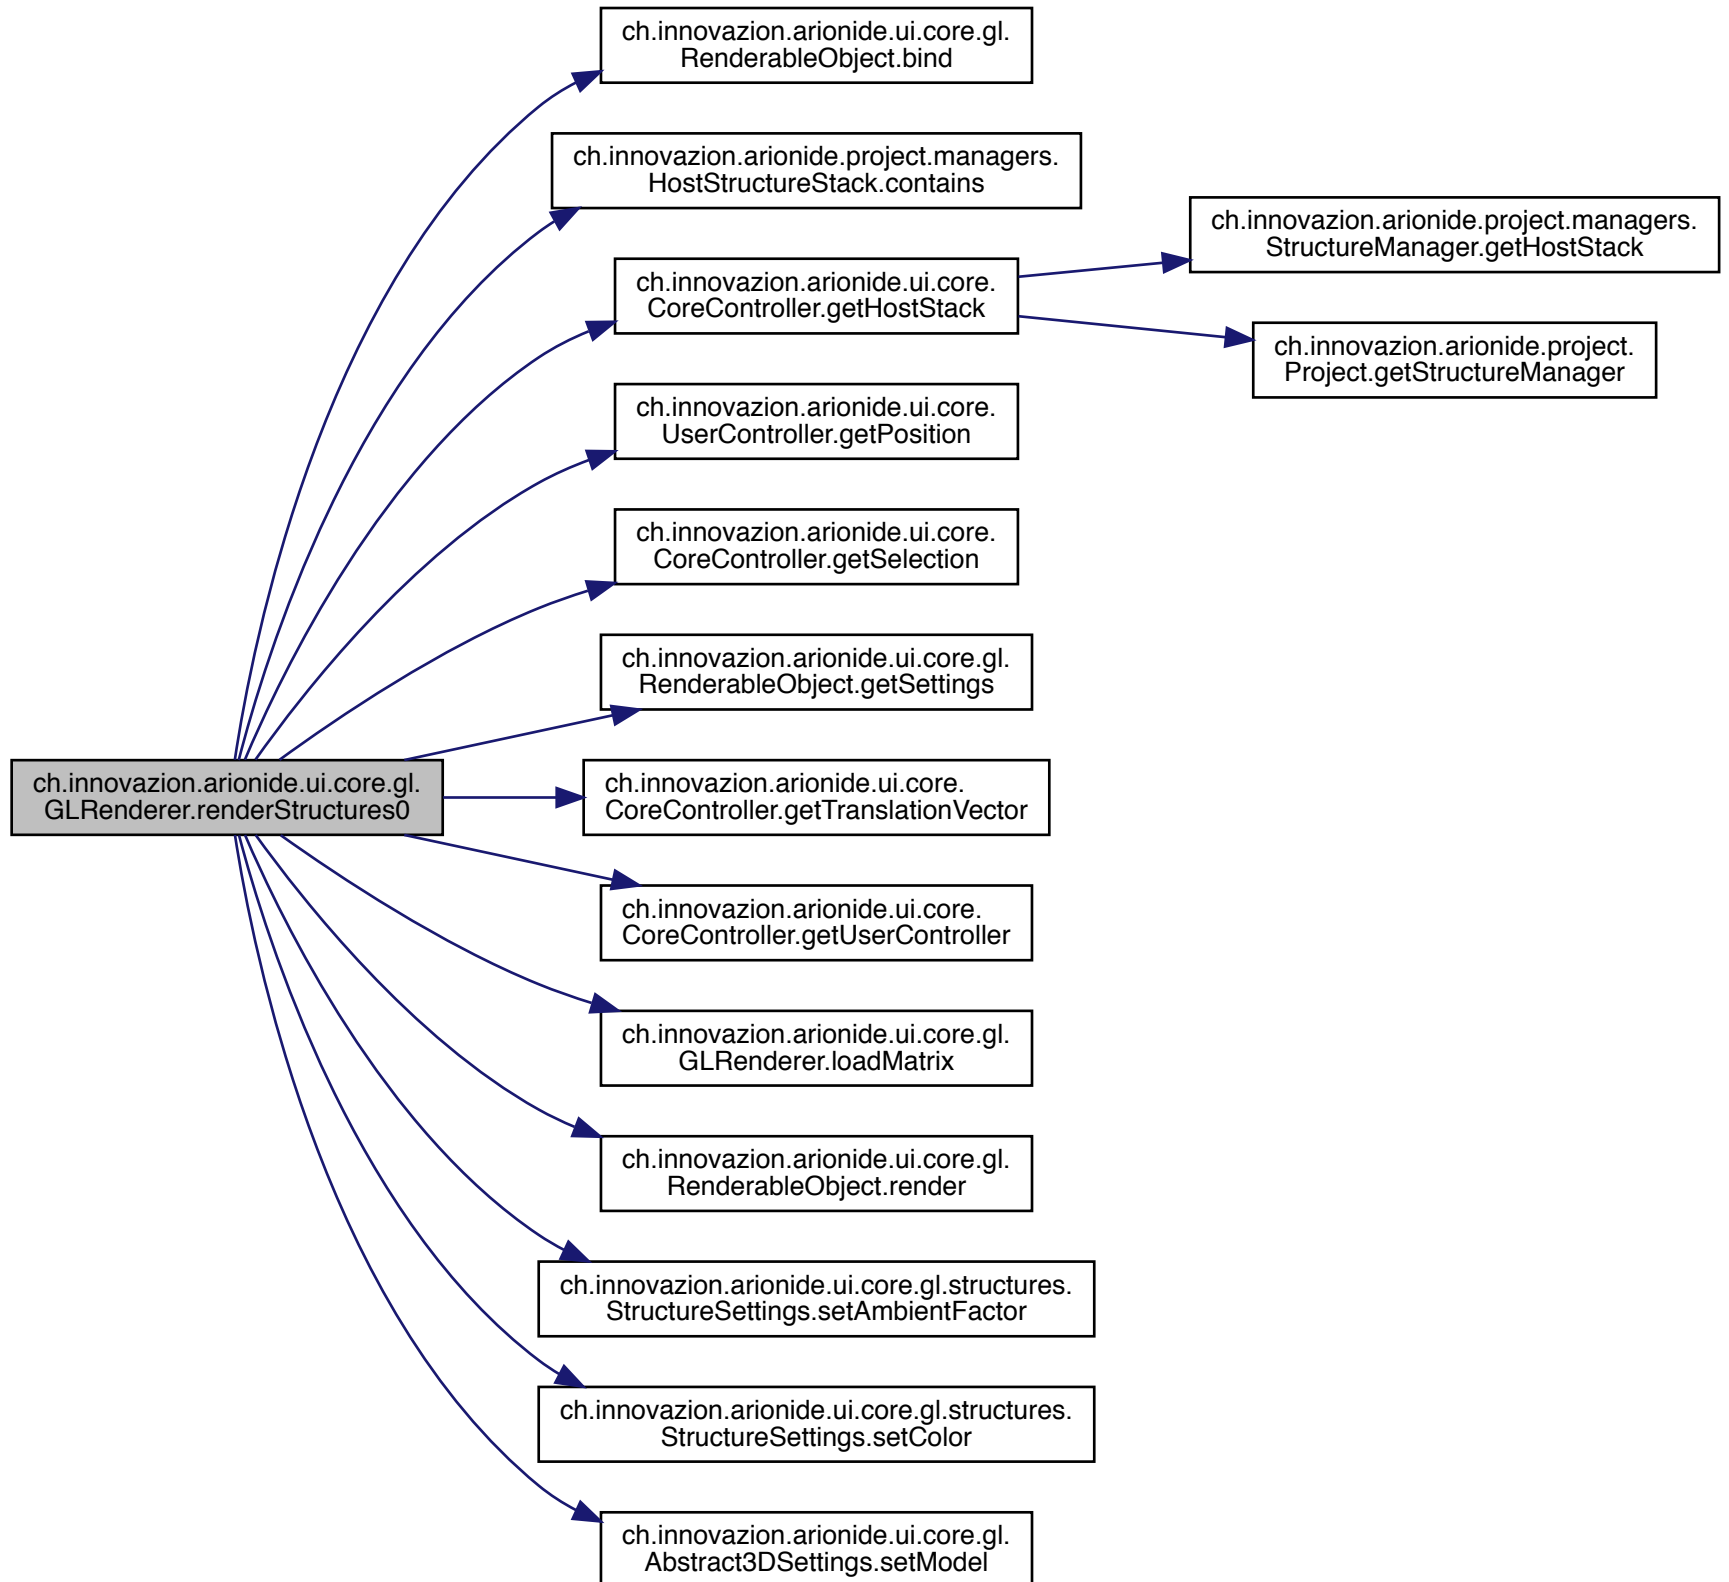 ch.innovazion.arionide.ui.core.gl.
RenderableObject.bind
ch.innovazion.arionide.project.managers.
HostStructureStack.contains
ch.innovazion.arionide.project.managers.
StructureManager.getHostStack
ch.innovazion.arionide.ui.core.
CoreController.getHostStack
ch.innovazion.arionide.project.
Project.getStructureManager
ch.innovazion.arionide.ui.core.
UserController.getPosition
ch.innovazion.arionide.ui.core.
CoreController.getSelection
ch.innovazion.arionide.ui.core.gl.
RenderableObject.getSettings
ch.innovazion.arionide.ui.core.gl.
GLRenderer.renderStructures0
ch.innovazion.arionide.ui.core.
CoreController.getTranslationVector
ch.innovazion.arionide.ui.core.
CoreController.getUserController
ch.innovazion.arionide.ui.core.gl.
GLRenderer.loadMatrix
ch.innovazion.arionide.ui.core.gl.
RenderableObject.render
ch.innovazion.arionide.ui.core.gl.structures.
StructureSettings.setAmbientFactor
ch.innovazion.arionide.ui.core.gl.structures.
StructureSettings.setColor
ch.innovazion.arionide.ui.core.gl.
Abstract3DSettings.setModel